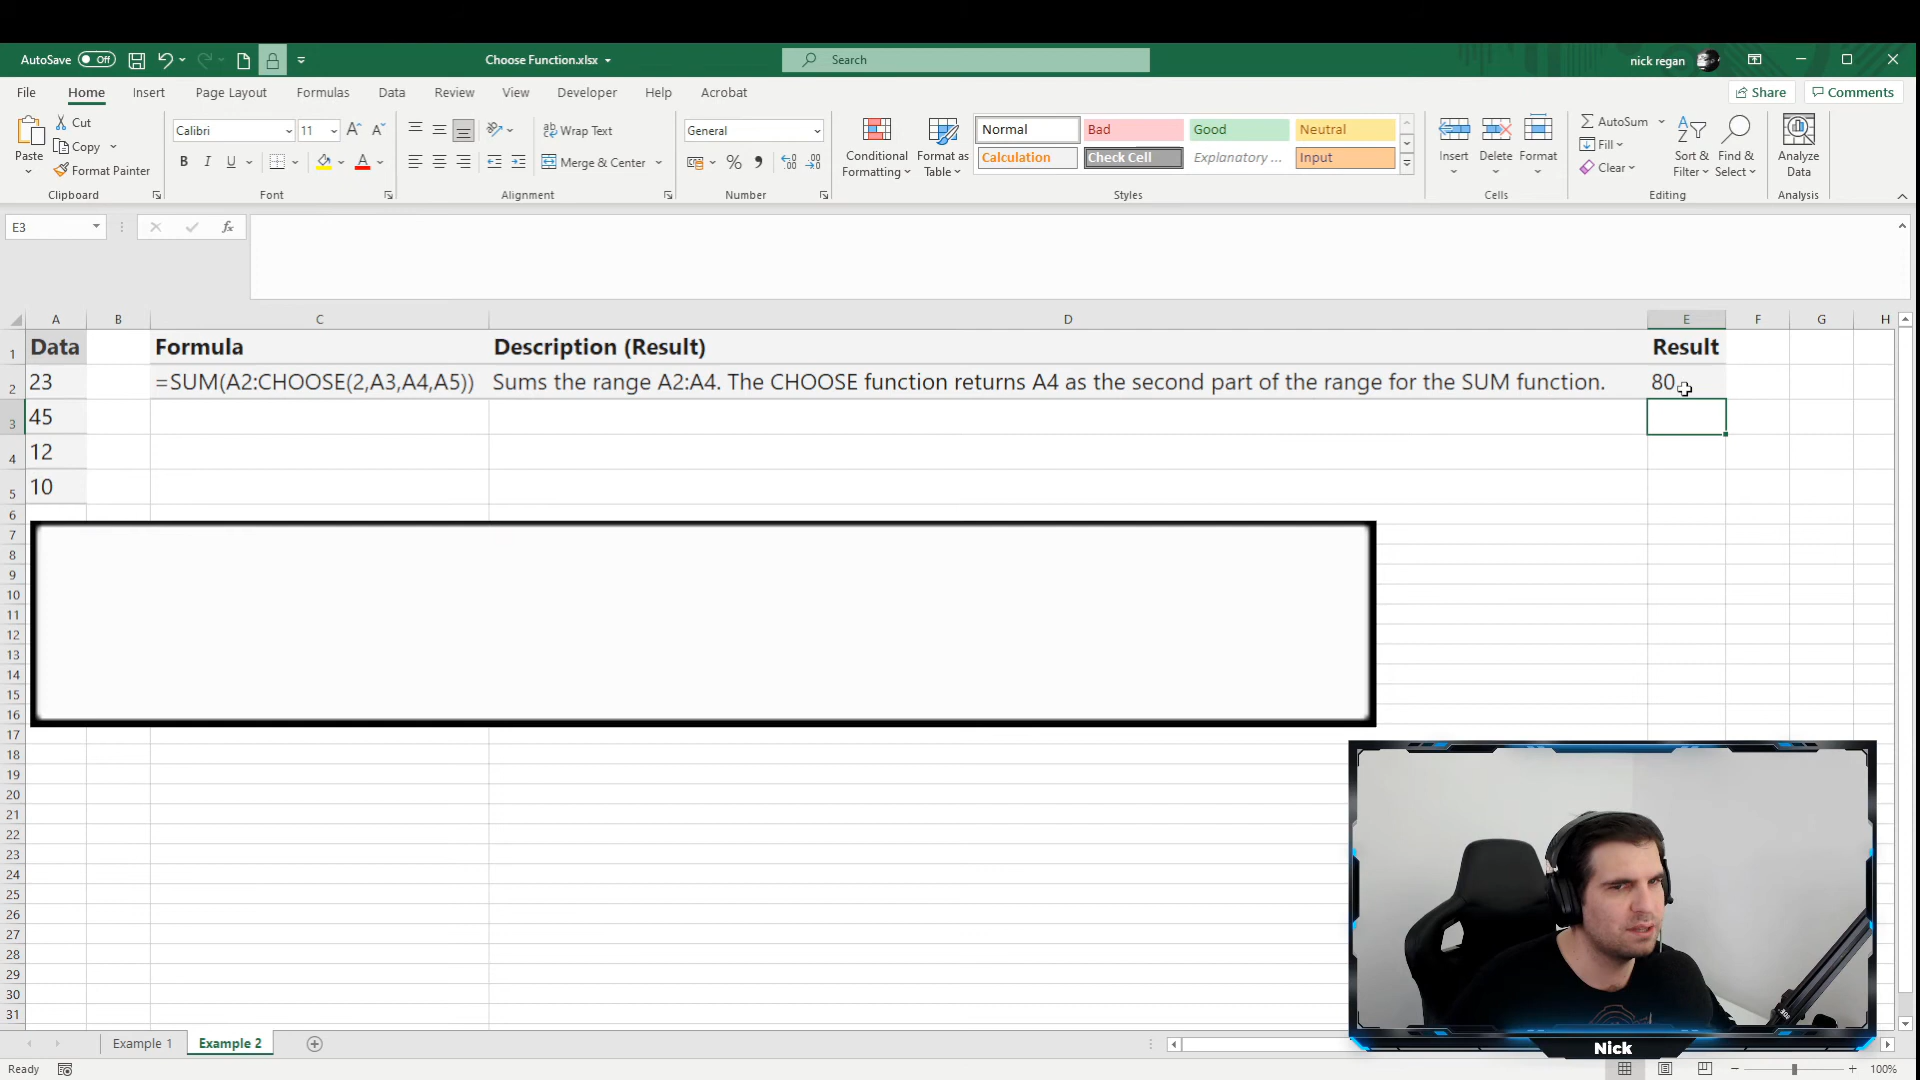 AutoSave Off
Choose Function.xlsx
Search
nick regan
File Home Insert Page Layout Formulas Data Review View Developer Help Acrobat
Share Comments
Paste
Cut
Copy
Format Painter
Clipboard
Calibri 11
B I U
Font
Wrap Text
Merge & Center
Alignment
General
%
Number
Conditional Formatting
Format as Table
Normal Bad Good Neutral
Calculation Check Cell Explanatory ... Input
Styles
Insert Delete Format
Cells
AutoSum
Fill
Clear
Sort & Filter
Find & Select
Editing
Analyze Data
Analysis
E3
fx
A B C D E F G H
1 Data Formula Description (Result) Result
2 23 =SUM(A2:CHOOSE(2,A3,A4,A5)) Sums the range A2:A4. The CHOOSE function returns A4 as the second part of the range for the SUM function. 80
3 45
4 12
5 10
6
7
8
9
10
11
12
13
14
15
16
17
18
19
20
21
22
23
24
25
26
27
28
29
30
31
Nick
Example 1 Example 2
Ready
100%